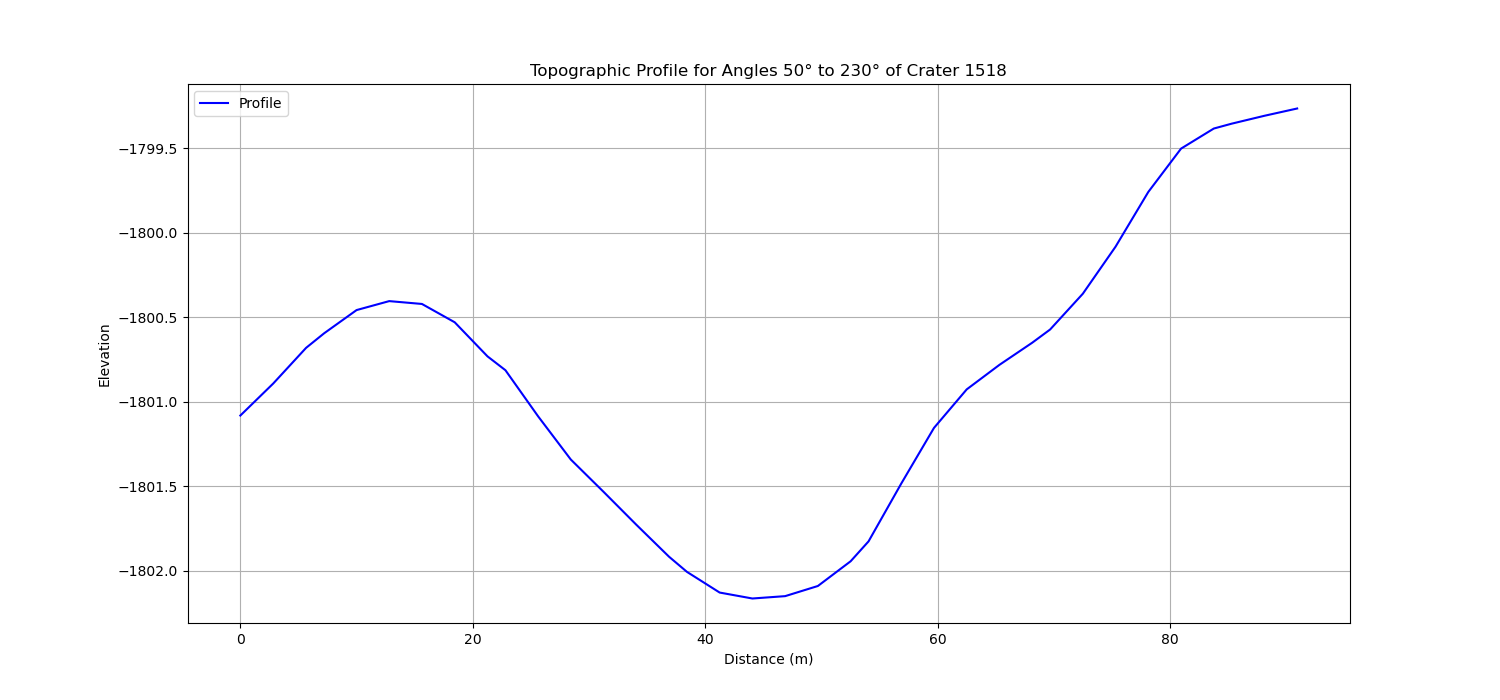 Topographic Profile for Angles 50° to 230° of Crater 1518
Profile
Elevation
−1799.5
−1800.0
−1800.5
−1801.0
−1801.5
−1802.0
0
20
40
60
80
Distance (m)